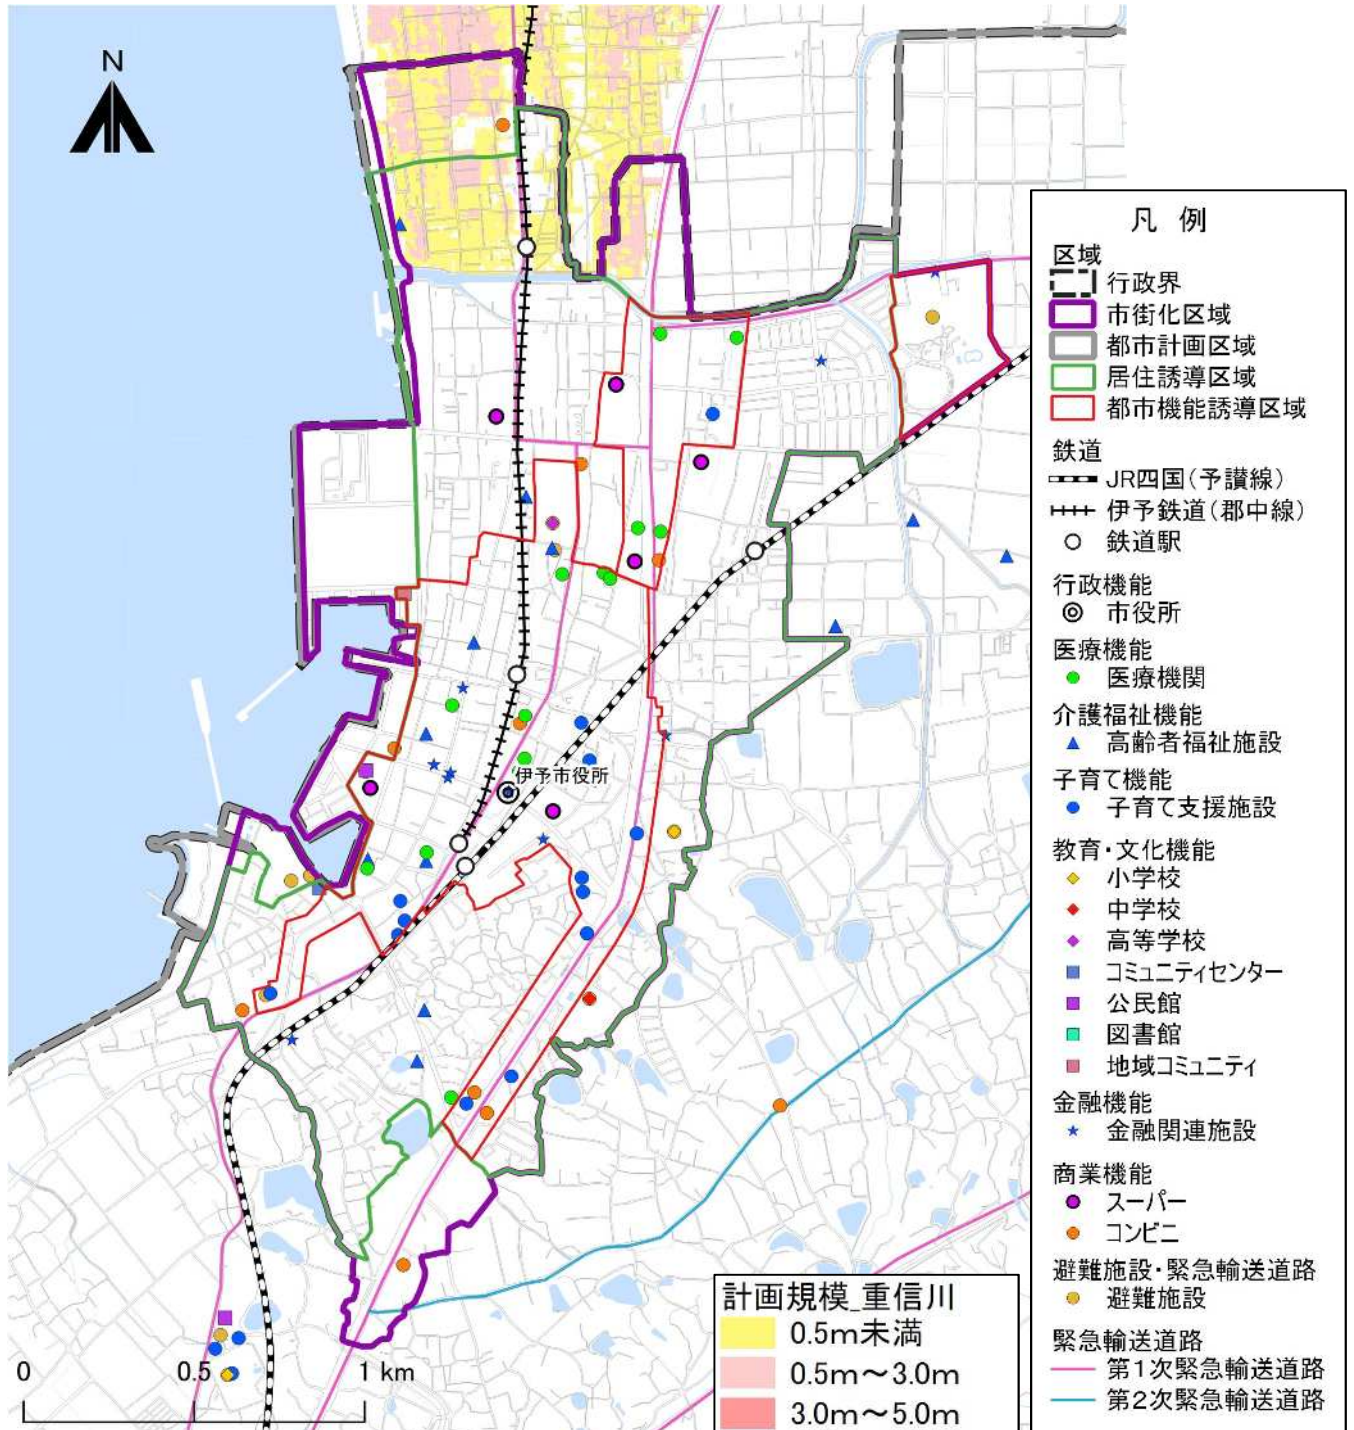 N
凡 例
区域
行政界
市街化区域
都市計画区域
居住誘導区域
都市機能誘導区域
鉄道
JR四国(予讃線)
伊予鉄道(郡中線)
鉄道駅
行政機能
市役所
医療機能
医療機関
介護福祉機能
高齢者福祉施設
子育て機能
子育て支援施設
教育・文化機能
小学校
中学校
高等学校
コミュニティセンター
公民館
図書館
地域コミュニティ
金融機能
金融関連施設
商業機能
スーパー
コンビニ
避難施設・緊急輸送道路
避難施設
緊急輸送道路
第1次緊急輸送道路
第2次緊急輸送道路
伊予市役所
計画規模_重信川
0.5m未満
0.5m～3.0m
3.0m～5.0m
0 0.5 1 km